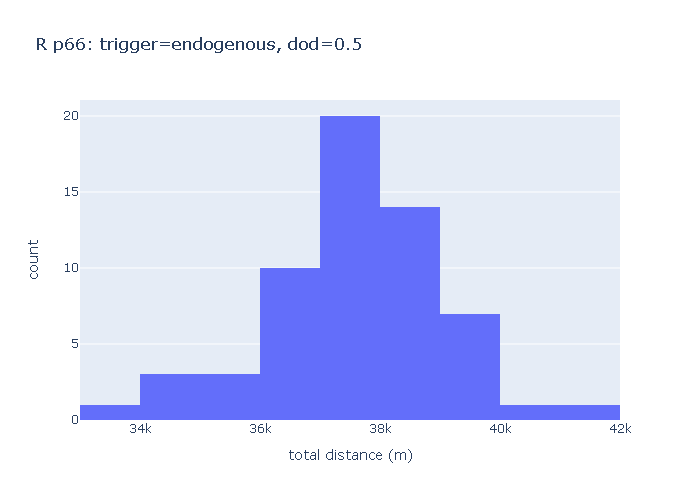 R p66: trigger=endogenous, dod=0.5
20
15
10
5
0
count
34k
36k
38k
40k
42k
total distance (m)